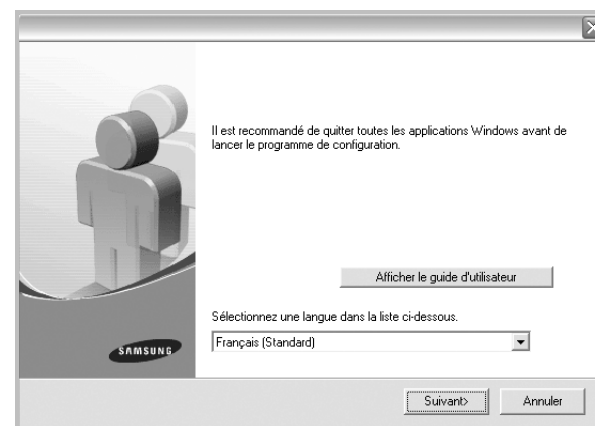 Il est recommandé de quitter toutes les applications Windows avant de
lancer le programme de configuration.
Afficher le guide d'utilisateur
Sélectionnez une langue dans la liste ci-dessous.
Français (Standard)
SAMSUNG
Suivant>
Annuler